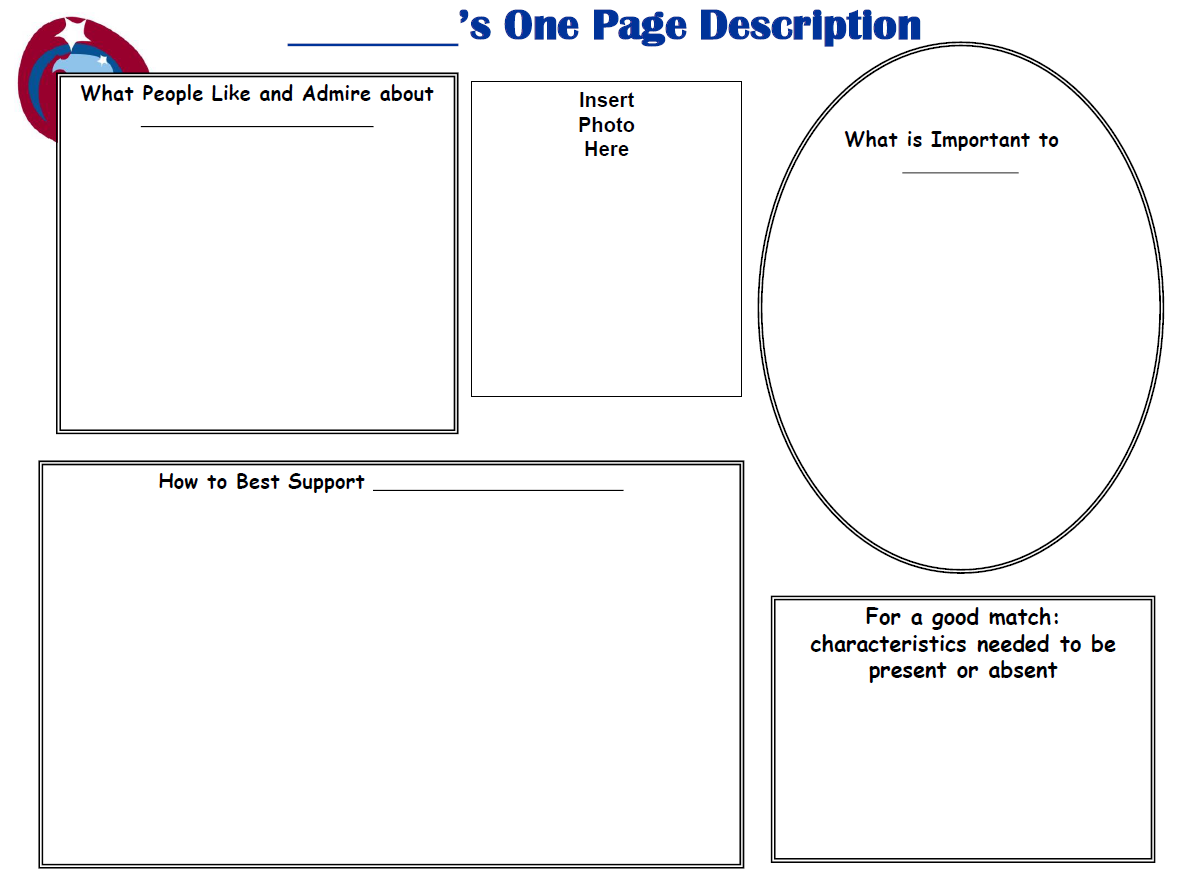 ________’s One Page Description
What People Like and Admire about
____________________
Insert
Photo
Here
What is Important to
__________
How to Best Support ______________________
For a good match:
characteristics needed to be
present or absent